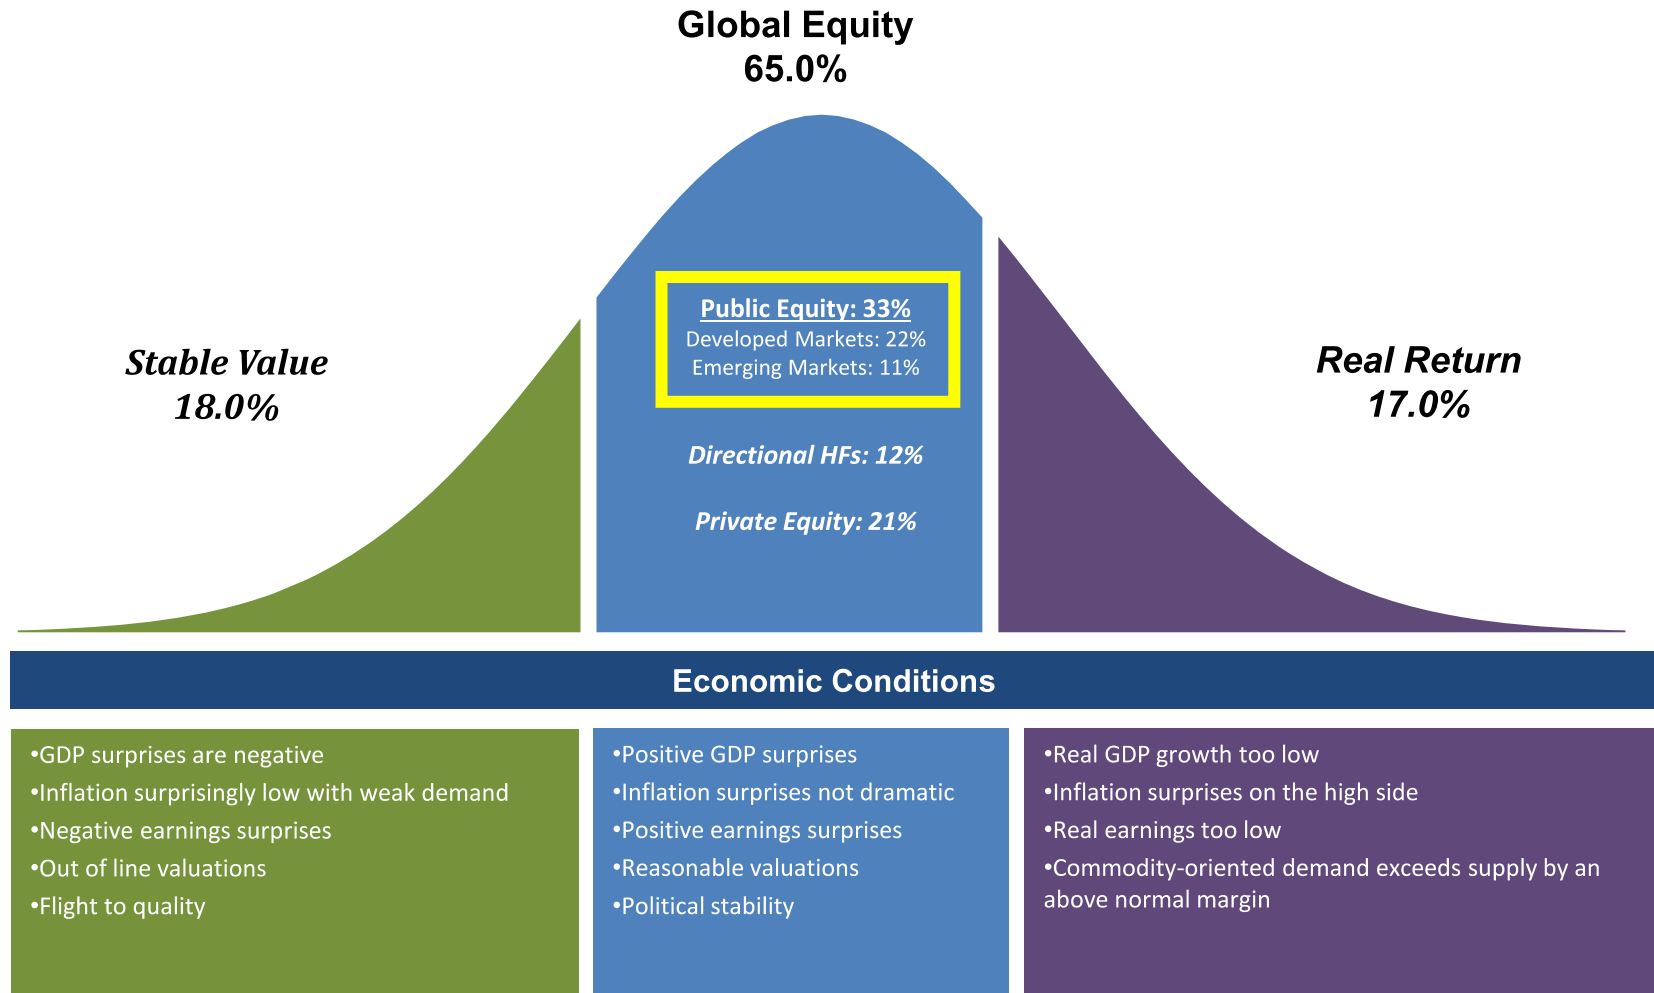 Global Equity
65.0%
Public Equity: 33%
Developed Markets: 22%
Emerging Markets: 11%
Stable Value
18.0%
Real Return
17.0%
Directional HFs: 12%
Private Equity: 21%
Economic Conditions
•GDP surprises are negative
•Inflation surprisingly low with weak demand
•Negative earnings surprises
•Out of line valuations
•Flight to quality
•Positive GDP surprises
•Inflation surprises not dramatic
•Positive earnings surprises
•Reasonable valuations
•Political stability
•Real GDP growth too low
•Inflation surprises on the high side
•Real earnings too low
•Commodity-oriented demand exceeds supply by an
above normal margin